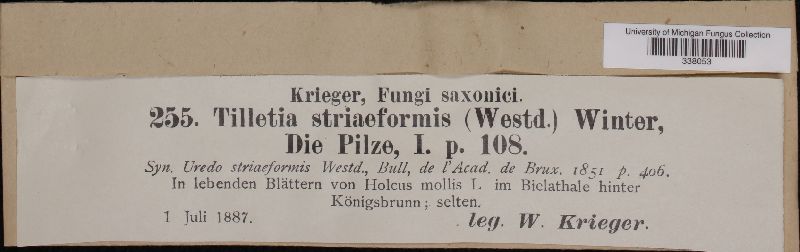 University of Michigan Fungus Collection
338053
Krieger, Fungi saxonici.
255. Tilletia striaeformis (Westd.) Winter,
Die Pilze, I. p. 108.
Syn. Uredo striaeformis Westd., Bull, de l'Acad. de Brux. 1851 p. 406.
In lebenden Blättern von Holcus mollis L. im Bielathale hinter
Königsbrunn; selten.
1 Juli 1887.
leg. W. Krieger.